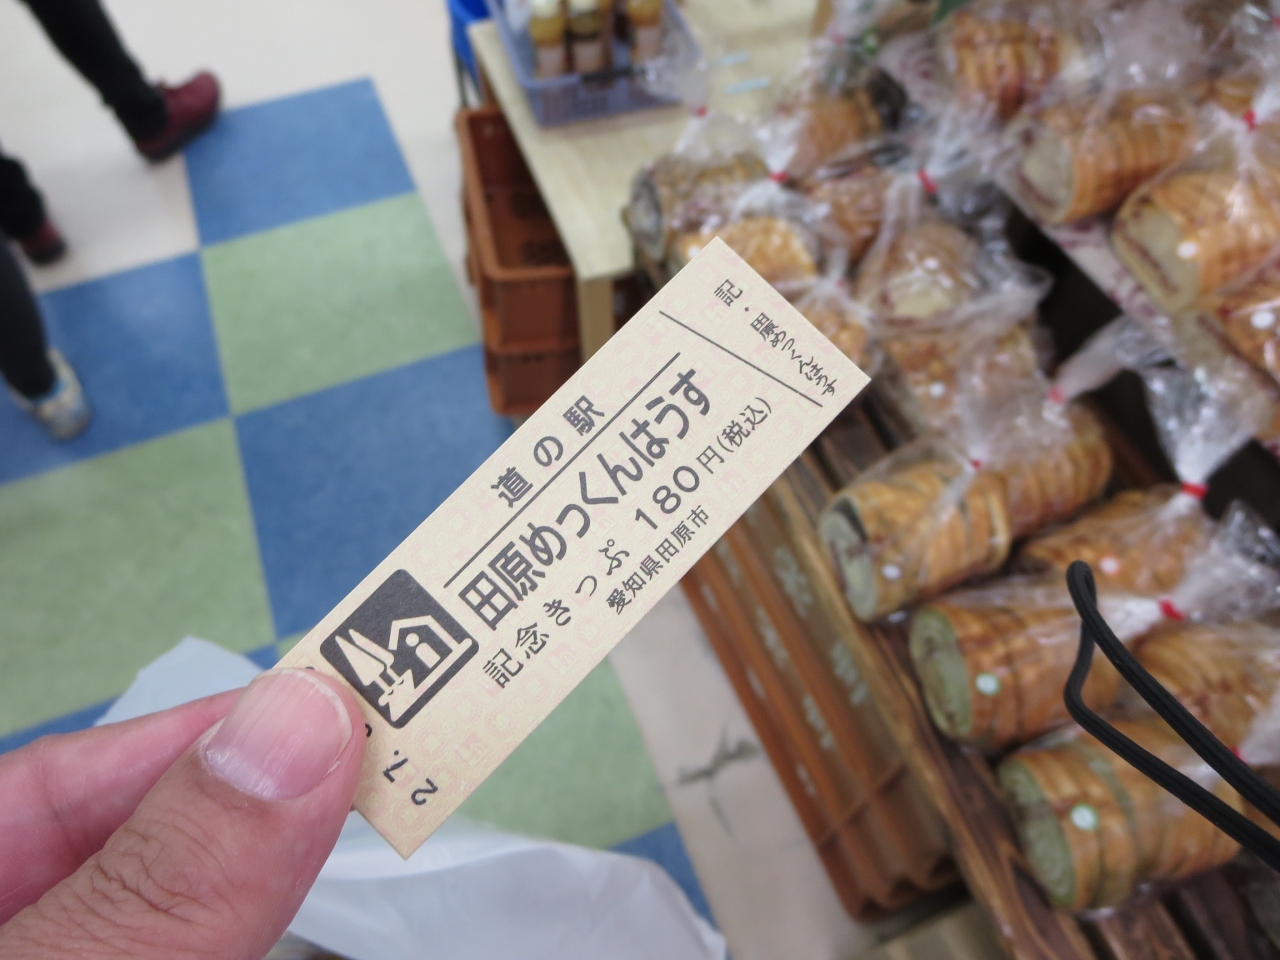 道の駅
田原めっくんはうす
記念きっぷ 180円(税込)
愛知県田原市
記・田原めっくんはうす